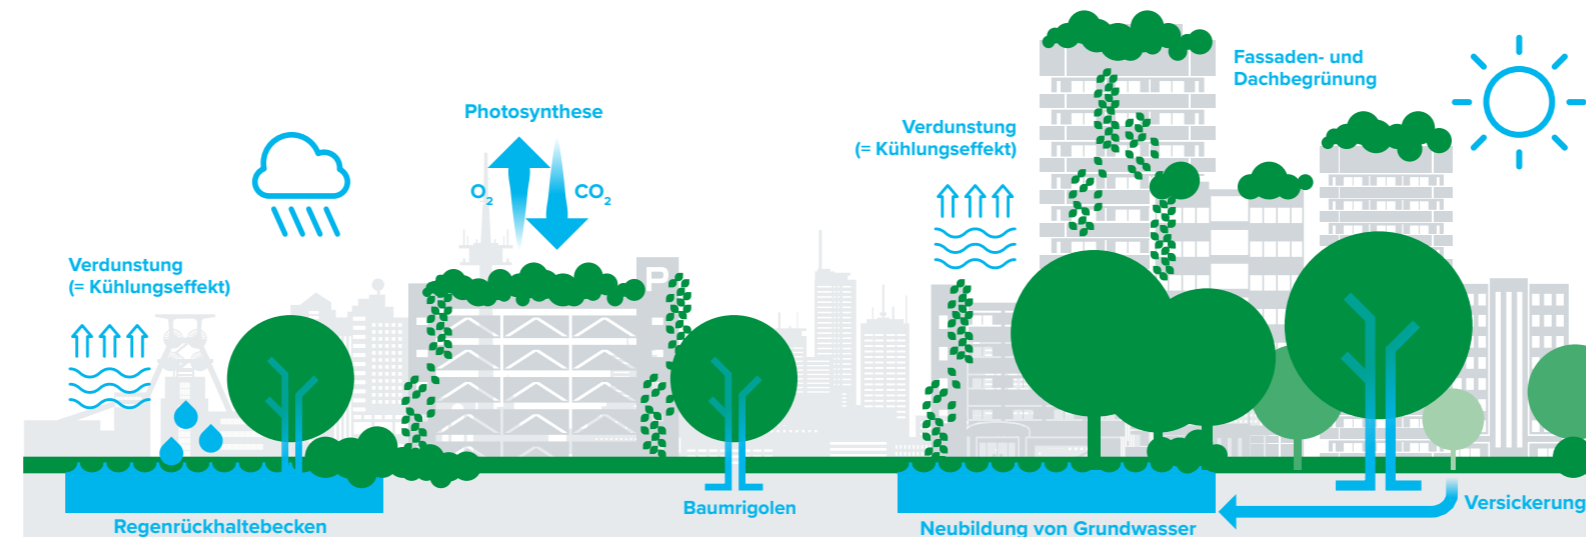 Photosynthese
O₂
CO₂
Verdunstung
(= Kühlungseffekt)
Regenrückhaltebecken
P
Baumrigolen
Verdunstung
(= Kühlungseffekt)
Fassaden- und
Dachbegrünung
Neubildung von Grundwasser
Versickerung